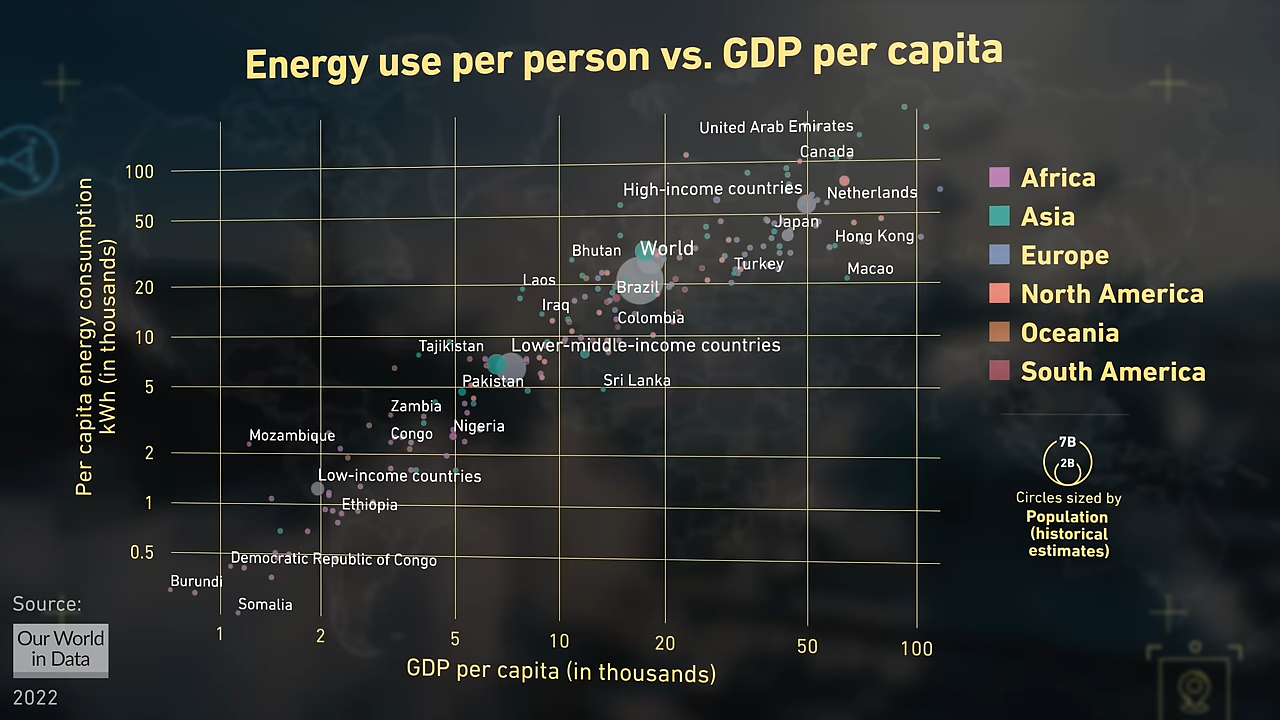 Energy use per person vs. GDP per capita
Per capita energy consumption
kWh (in thousands)
100
50
20
10
5
2
1
0.5
United Arab Emirates
Canada
High-income countries
Netherlands
Japan
Hong Kong
Bhutan
World
Turkey
Macao
Laos
Brazil
Iraq
Colombia
Tajikistan
Lower-middle-income countries
Pakistan
Sri Lanka
Zambia
Nigeria
Mozambique
Congo
Low-income countries
Ethiopia
Democratic Republic of Congo
Burundi
Somalia
1
2
5
10
20
50
100
GDP per capita (in thousands)
Africa
Asia
Europe
North America
Oceania
South America
7B
2B
Circles sized by
Population
(historical
estimates)
Source:
Our World
in Data
2022